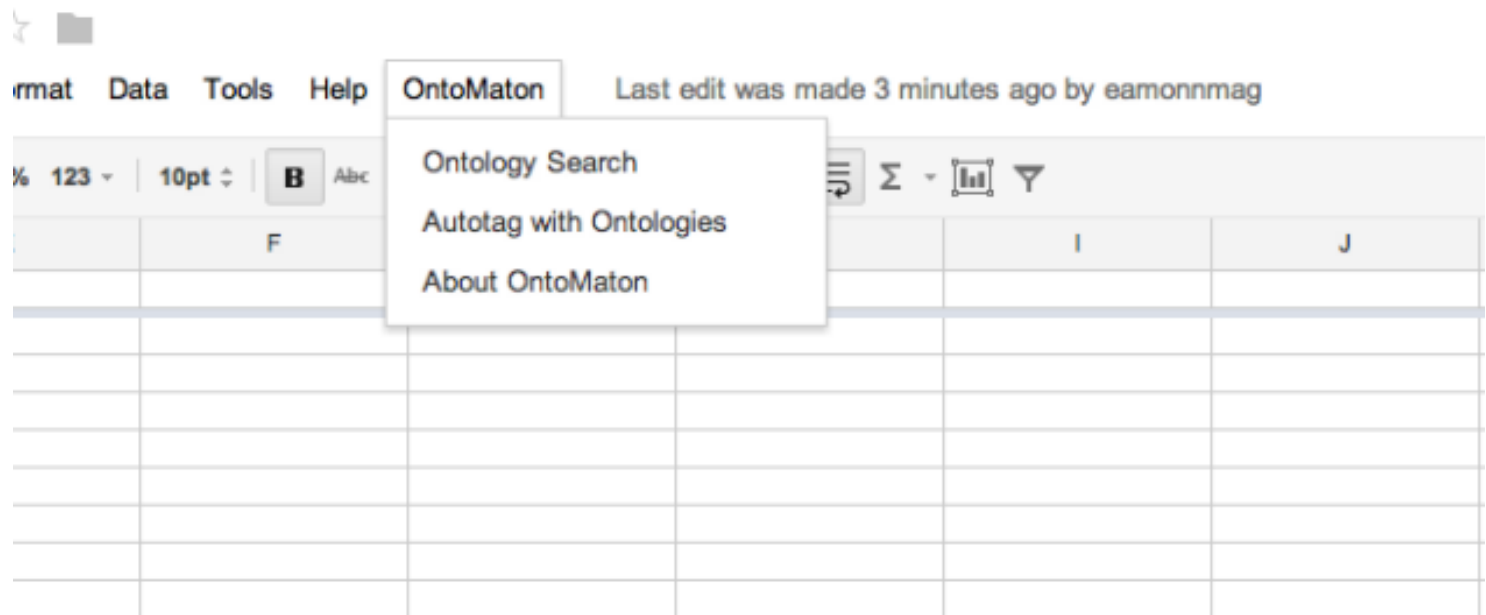 Data Tools Help OntoMaton Last edit was made 3 minutes ago by eamonnmag
Ontology Search
% 123 10pt B Abc Σ
Autotag with Ontologies
F I J
About OntoMaton